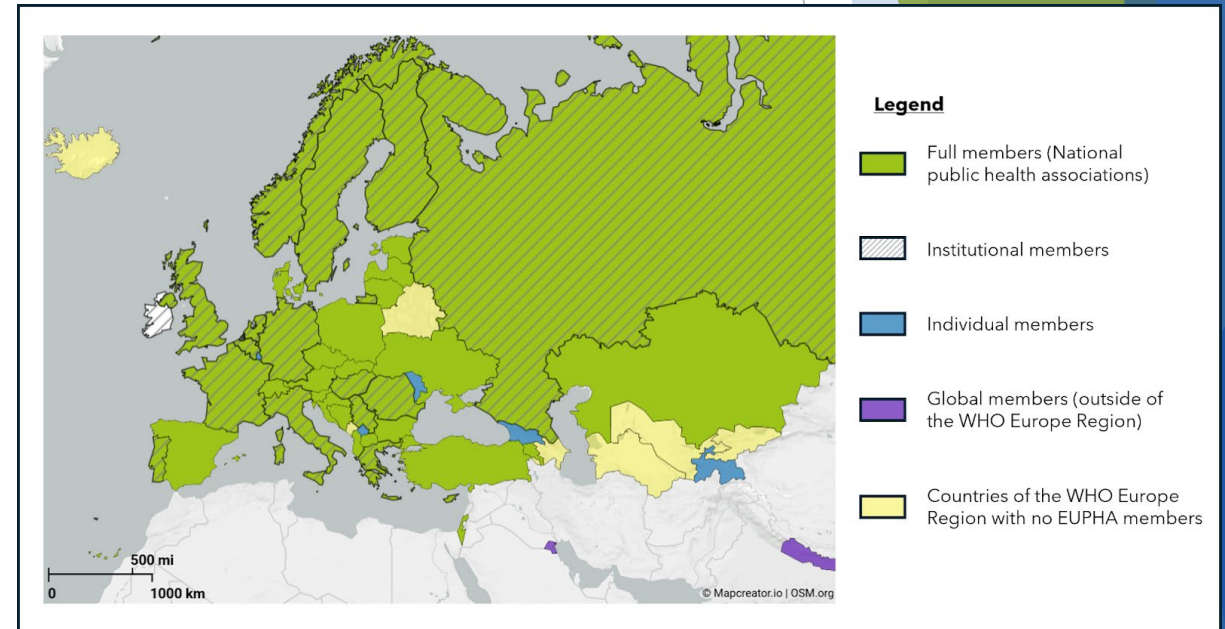 Legend
Full members (National
public health associations)
Institutional members
Individual members
Global members (outside of
the WHO Europe Region)
Countries of the WHO Europe
Region with no EUPHA members
500 mi
0
1000 km
© Mapcreator.io | OSM.org